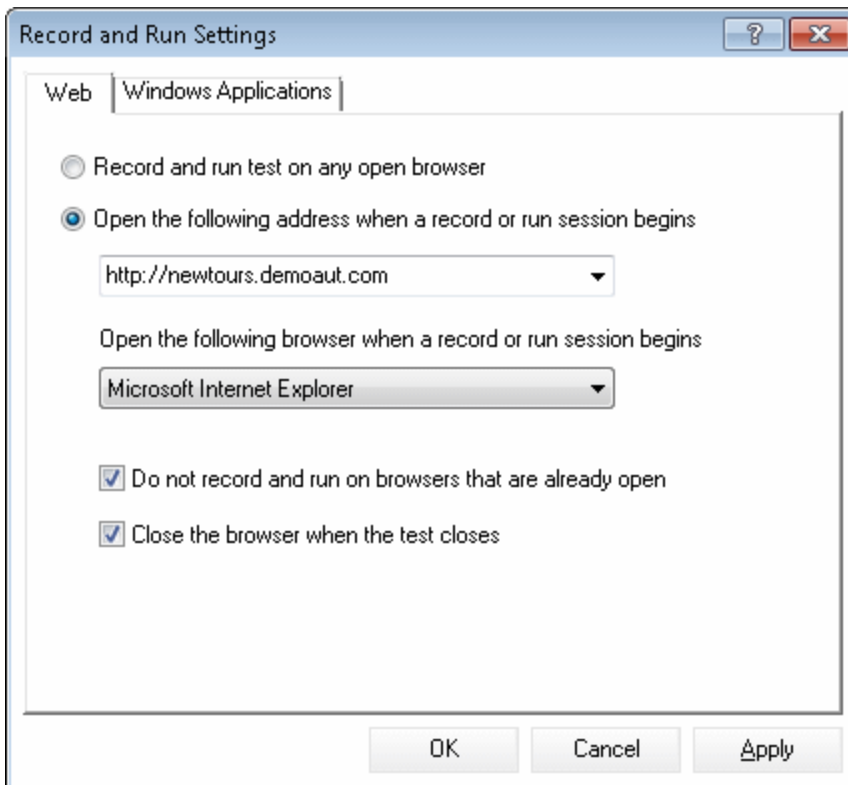 Record and Run Settings
Web
Windows Applications
Record and run test on any open browser
Open the following address when a record or run session begins
http://newtours.demoaut.com
Open the following browser when a record or run session begins
Microsoft Internet Explorer
Do not record and run on browsers that are already open
Close the browser when the test closes
OK
Cancel
Apply